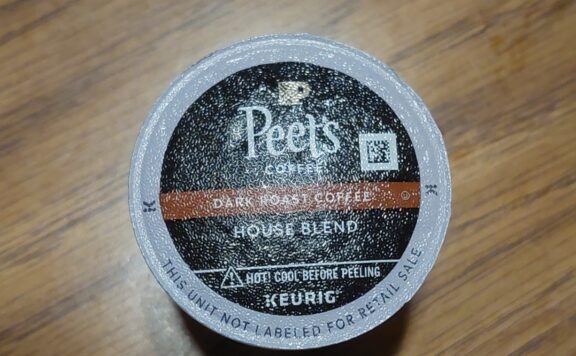 Peet's
COFFEE
DARK ROAST COFFEE
HOUSE BLEND
HOT! COOL BEFORE PEELING
KEURIG
THIS UNIT NOT LABELED FOR RETAIL SALE
K
K